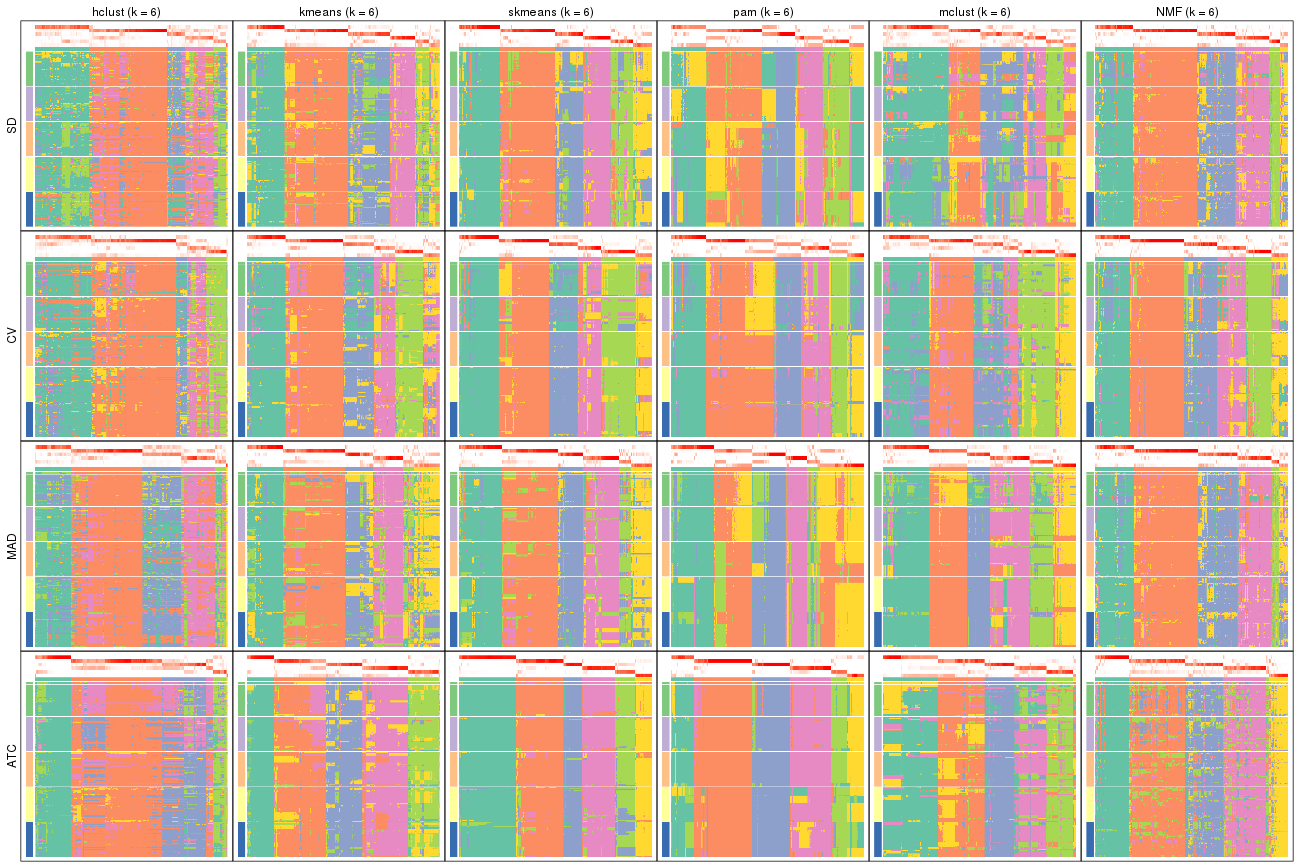 hclust (k = 6) kmeans (k = 6) skmeans (k = 6) pam (k = 6) mclust (k = 6) NMF (k = 6)
SD
CV
MAD
ATC